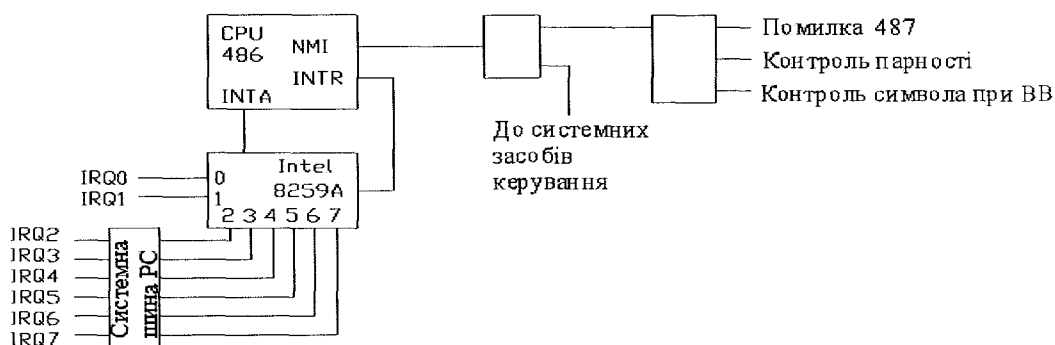 CPU
486
NMI
INTR
INTA
Помилка 487
Контроль парності
Контроль символа при ВВ
До системних
засобів
керування
Intel
8259A
IRQ0
0
IRQ1
1
2 3 4 5 6 7
IRQ2
IRQ3
IRQ4
IRQ5
IRQ6
IRQ7
Системна
шина PC